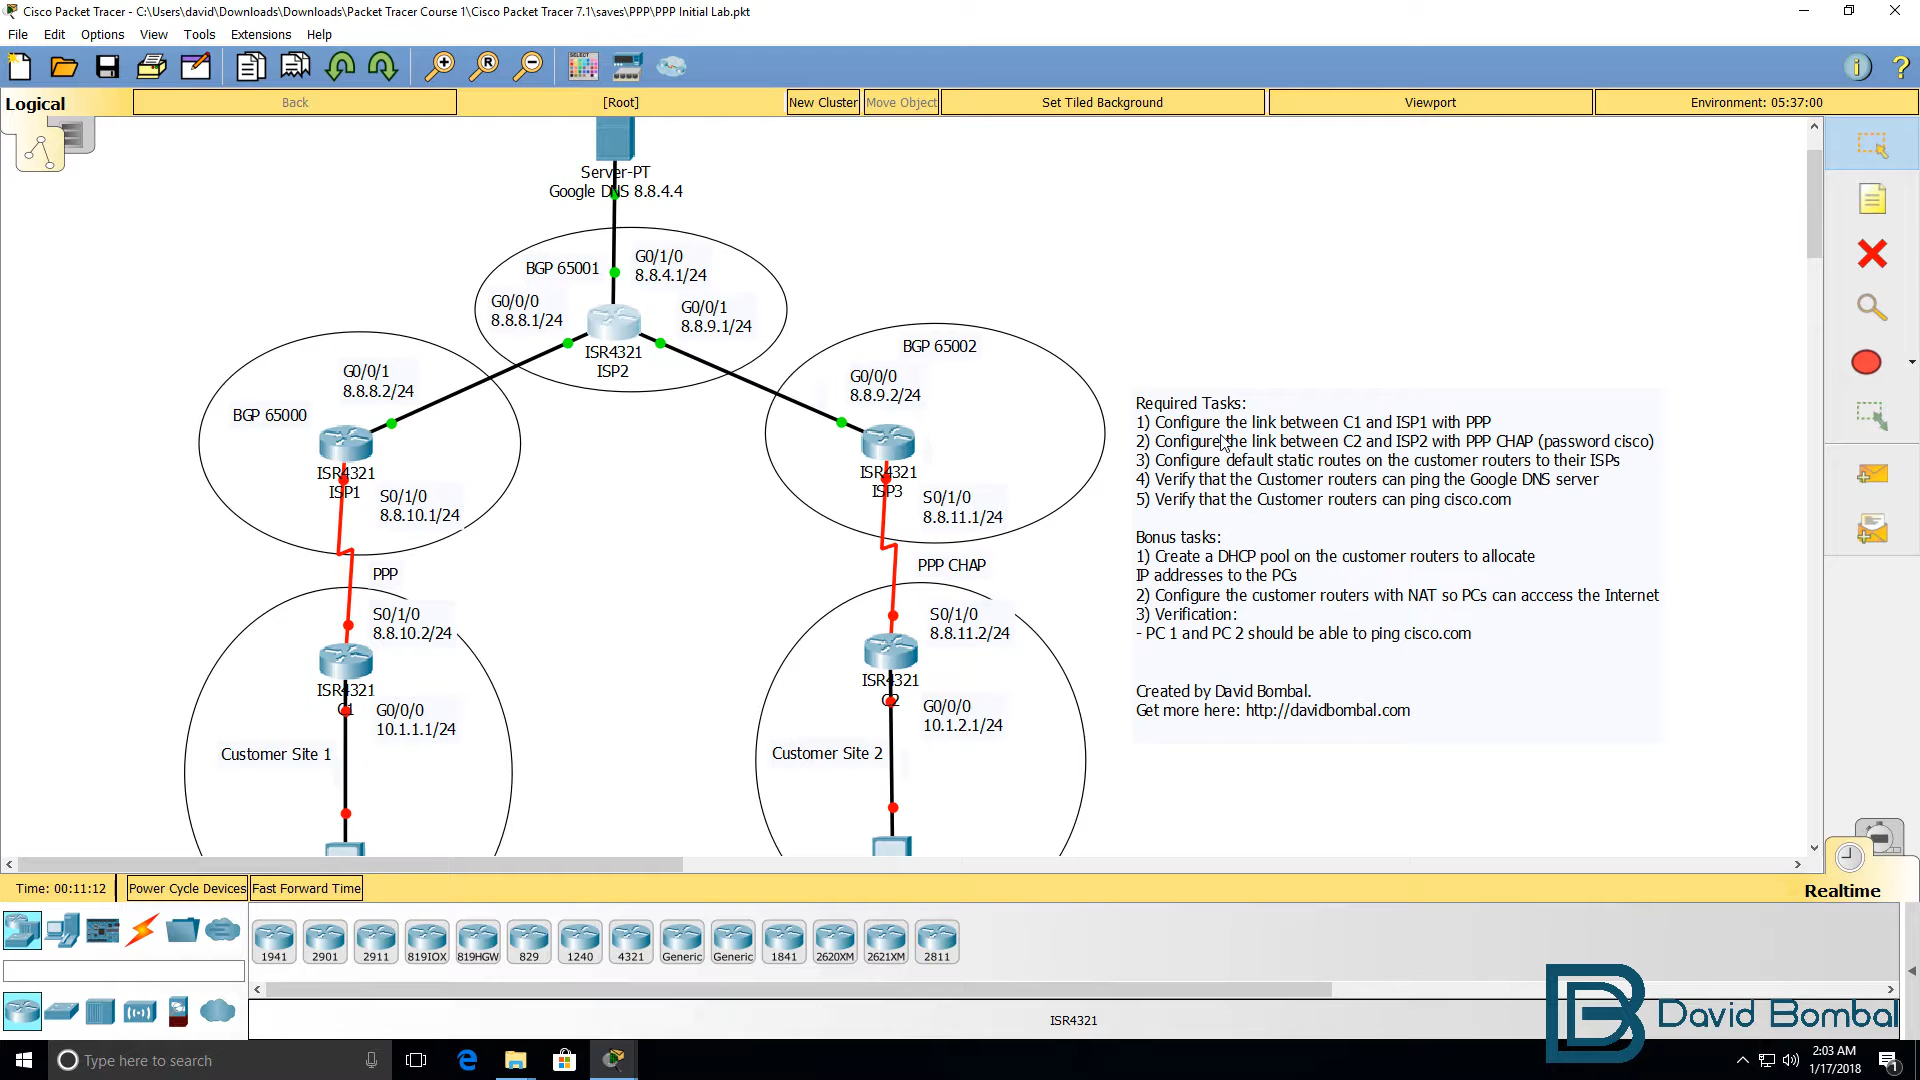 Cisco Packet Tracer - C:\Users\david\Downloads\Downloads\Packet Tracer Course 1\Cisco Packet Tracer 7.1\saves\PPP\PPP Initial Lab.pkt
File Edit Options View Tools Extensions Help
Logical Back [Root] New Cluster Move Object Set Tiled Background Viewport Environment: 05:37:00
Server-PT
Google DNS 8.8.4.4
BGP 65001
G0/1/0
8.8.4.1/24
G0/0/0
8.8.8.1/24
G0/0/1
8.8.9.1/24
ISR4321
ISP2
BGP 65000
G0/0/1
8.8.8.2/24
ISR4321
ISP1
S0/1/0
8.8.10.1/24
BGP 65002
G0/0/0
8.8.9.2/24
ISR4321
ISP3
S0/1/0
8.8.11.1/24
PPP
PPP CHAP
S0/1/0
8.8.10.2/24
ISR4321
C1
G0/0/0
10.1.1.1/24
Customer Site 1
S0/1/0
8.8.11.2/24
ISR4321
C2
G0/0/0
10.1.2.1/24
Customer Site 2
Required Tasks:
1) Configure the link between C1 and ISP1 with PPP
2) Configure the link between C2 and ISP2 with PPP CHAP (password cisco)
3) Configure default static routes on the customer routers to their ISPs
4) Verify that the Customer routers can ping the Google DNS server
5) Verify that the Customer routers can ping cisco.com
Bonus tasks:
1) Create a DHCP pool on the customer routers to allocate
IP addresses to the PCs
2) Configure the customer routers with NAT so PCs can acccess the Internet
3) Verification:
- PC 1 and PC 2 should be able to ping cisco.com
Created by David Bombal.
Get more here: http://davidbombal.com
Time: 00:11:12 Power Cycle Devices Fast Forward Time Realtime
1941 2901 2911 819IOX 819HGW 829 1240 4321 Generic Generic 1841 2620XM 2621XM 2811
ISR4321
David Bombal
Type here to search
2:03 AM
1/17/2018